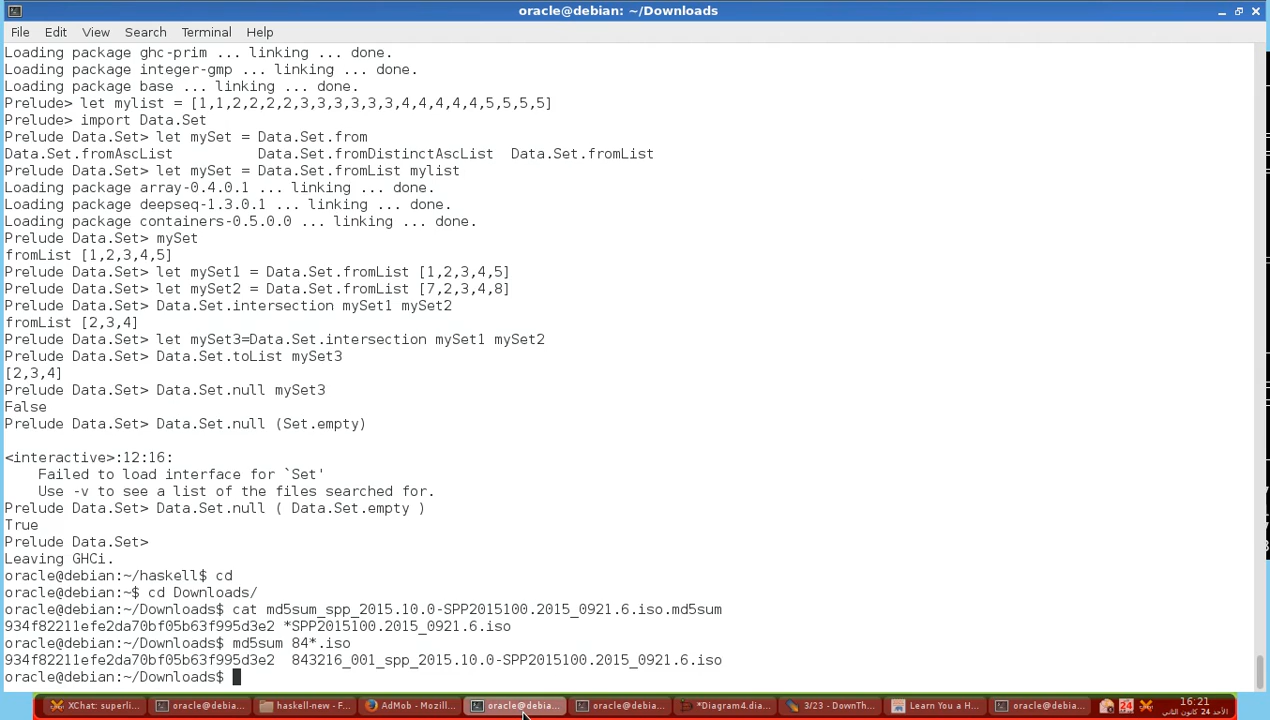 oracle@debian: ~/Downloads
File Edit View Search Terminal Help
Loading package ghc-prim ... linking ... done.
Loading package integer-gmp ... linking ... done.
Loading package base ... linking ... done.
Prelude> let mylist = [1,1,2,2,2,2,3,3,3,3,3,3,4,4,4,4,4,5,5,5,5]
Prelude> import Data.Set
Prelude Data.Set> let mySet = Data.Set.from
Data.Set.fromAscList          Data.Set.fromDistinctAscList  Data.Set.fromList
Prelude Data.Set> let mySet = Data.Set.fromList mylist
Loading package array-0.4.0.1 ... linking ... done.
Loading package deepseq-1.3.0.1 ... linking ... done.
Loading package containers-0.5.0.0 ... linking ... done.
Prelude Data.Set> mySet
fromList [1,2,3,4,5]
Prelude Data.Set> let mySet1 = Data.Set.fromList [1,2,3,4,5]
Prelude Data.Set> let mySet2 = Data.Set.fromList [7,2,3,4,8]
Prelude Data.Set> Data.Set.intersection mySet1 mySet2
fromList [2,3,4]
Prelude Data.Set> let mySet3=Data.Set.intersection mySet1 mySet2
Prelude Data.Set> Data.Set.toList mySet3
[2,3,4]
Prelude Data.Set> Data.Set.null mySet3
False
Prelude Data.Set> Data.Set.null (Set.empty)
<interactive>:12:16:
    Failed to load interface for `Set'
    Use -v to see a list of the files searched for.
Prelude Data.Set> Data.Set.null ( Data.Set.empty )
True
Prelude Data.Set>
Leaving GHCi.
oracle@debian:~/haskell$ cd
oracle@debian:~$ cd Downloads/
oracle@debian:~/Downloads$ cat md5sum_spp_2015.10.0-SPP2015100.2015_0921.6.iso.md5sum
934f82211efe2da70bf05b63f995d3e2 *SPP2015100.2015_0921.6.iso
oracle@debian:~/Downloads$ md5sum 84*.iso
934f82211efe2da70bf05b63f995d3e2  843216_001_spp_2015.10.0-SPP2015100.2015_0921.6.iso
oracle@debian:~/Downloads$
XChat: superli... oracle@debia... haskell-new - F... AdMob - Mozill... oracle@debia... oracle@debia... *Diagram4.dia... 3/23 - DownTh... Learn You a H... oracle@debia... 24 16:21
الأحد 24 كانون الثاني